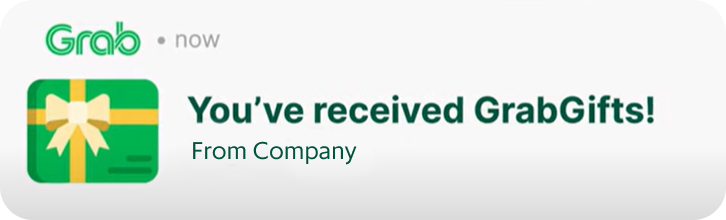 Grab • now
You've received GrabGifts!
From Company